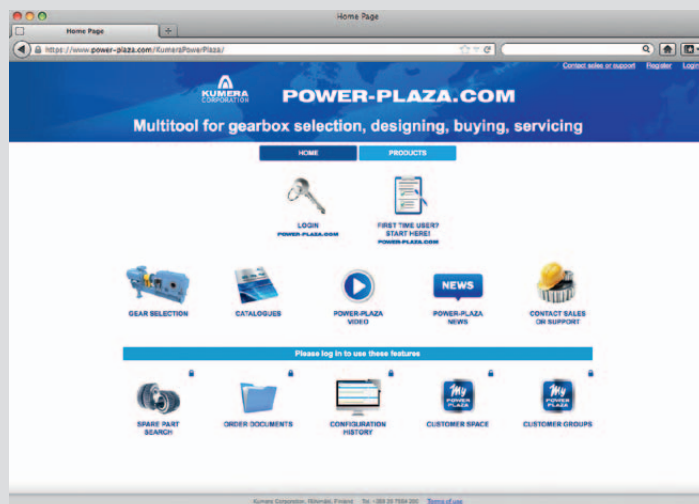 Home Page
Home Page
https://www.power-plaza.com/KumeraPowerPlaza/
Contact sales or support Register Login
KUMERA
CORPORATION
POWER-PLAZA.COM
Multitool for gearbox selection, designing, buying, servicing
HOME PRODUCTS
LOGIN
POWER-PLAZA.COM
FIRST TIME USER?
START HERE!
POWER-PLAZA.COM
NEWS
GEAR SELECTION
CATALOGUES
POWER-PLAZA
VIDEO
POWER-PLAZA
NEWS
CONTACT SALES
OR SUPPORT
Please log in to use these features
My
POWER
PLAZA
My
POWER
PLAZA
SPARE PART
SEARCH
ORDER DOCUMENTS
CONFIGURATION
HISTORY
CUSTOMER SPACE
CUSTOMER GROUPS
Kumera Corporation, Riihimäki, Finland Tel. Terms of use